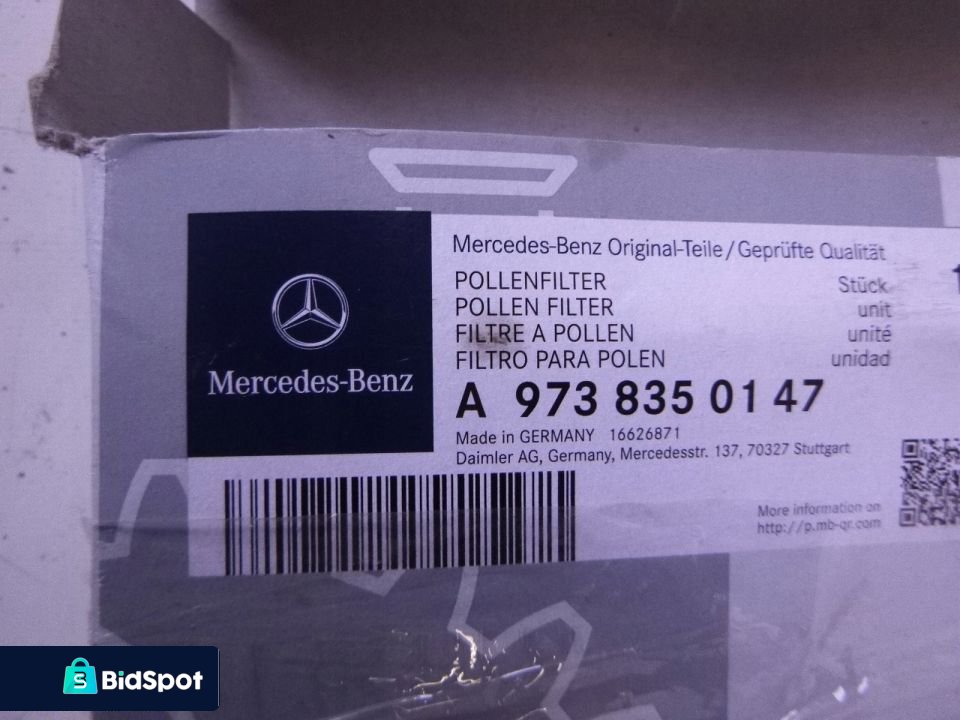 Mercedes-Benz Original-Teile/Geprüfte Qualität
POLLENFILTER Stück
POLLEN FILTER unit
FILTRE A POLLEN unité
FILTRO PARA POLEN unidad
Mercedes-Benz
A 973 835 01 47
Made in GERMANY 16626871
Daimler AG, Germany, Mercedesstr. 137, 70327 Stuttgart
More information on
http://p.mb-qr.com
BidSpot